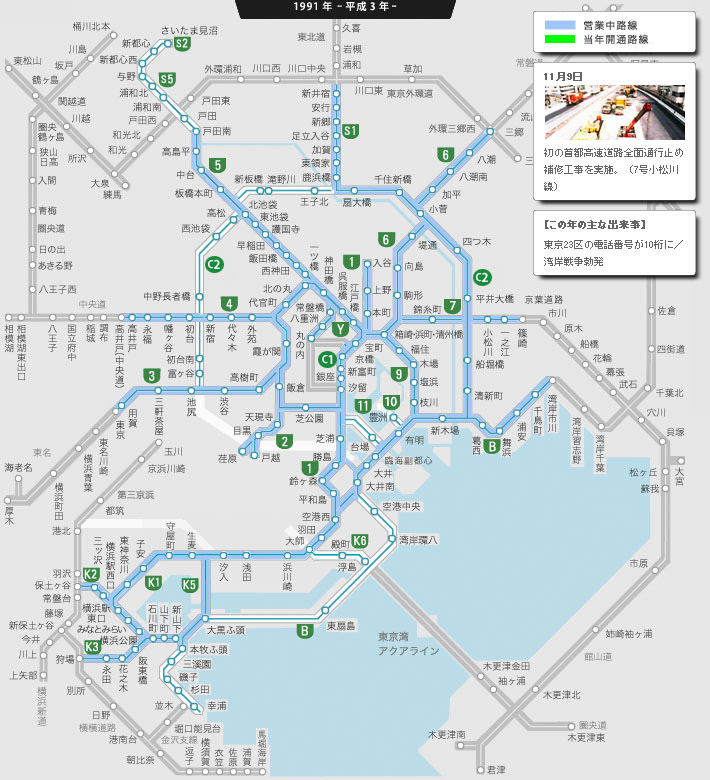 1991 年 - 平成 3 年 -
営業中路線
当年開通路線
11月9日
初の首都高速道路全面通行止め
補修工事を実施。（7号小松川
線）
【この年の主な出来事】
東京23区の電話番号が10桁に／
湾岸戦争勃発
桶川北本
川島
坂戸
東松山
鶴ヶ島
関越道
川越
圏央
鶴ヶ島
狭山
日高
所沢
入間
大泉
練馬
青梅
圏央道
日の出
あきる野
八王子西
さいたま見沼
S2
新都心
新都心西
与野
S5
浦和北
浦和南
戸田西
戸田東
戸田
戸田南
和光北
和光
外環浦和
川口西
川口中央
東北道
久喜
岩槻
浦和
川口東
草加
東京外環道
常磐道
流山
三郷
外環三郷西
新井宿
安行
新郷
足立入谷
加賀
東領家
鹿浜橋
S1
高島平
中台
5
板橋本町
新板橋
滝野川
王子北
扇大橋
千住新橋
小菅
6
八潮
八潮南
加平
高松
西池袋
北池袋
東池袋
護国寺
早稲田
飯田橋
西神田
一ツ橋
神田橋
呉服橋
江戸橋
C2
中野長者橋
北の丸
代官町
常盤橋
八重洲
丸の内
Y
1
入谷
上野
本町
6
堤通
向島
駒形
錦糸町
四つ木
C2
平井大橋
7
小松川
一之江
篠崎
京葉道路
市川
原木
船橋
花輪
幕張
武石
千葉北
穴川
貝塚
大宮
佐倉
四街道
松ヶ丘
蘇我
中央道
相模湖
相模湖東出口
八王子
国立府中
稲城
調布
高井戸(中央道)
高井戸
永福
幡ヶ谷
初台
新宿
代々木
外苑
4
霞が関
初台南
富ヶ谷
高樹町
3
東京
用賀
三軒茶屋
池尻
渋谷
C1
銀座
宝町
京橋
新富町
汐留
箱崎・浜町・清洲橋
福住
木場
塩浜
枝川
9
船堀橋
清新町
飯倉
芝公園
天現寺
目黒
荏原
戸越
2
11
10
豊洲
台場
有明
新木場
葛西
舞浜
浦安
千鳥町
湾岸市川
湾岸習志野
湾岸千葉
B
臨海副都心
大井
大井南
芝浦
勝島
1
鈴ヶ森
平和島
空港西
羽田
大師
空港中央
湾岸環八
K6
殿町
浮島
東名
海老名
厚木
横浜町田
横浜青葉
東名川崎
玉川
京浜川崎
第三京浜
都筑
港北
羽沢
保土ヶ谷
常盤台
藤塚
新保土ヶ谷
今井
川上
上矢部
横浜新道
K2
三ッ沢
横浜駅西口
東神奈川
子安
守屋町
生麦
K1
K5
汐入
浅田
浜川崎
横浜駅
東口
みなとみらい
横浜公園
石川町
山下町
新山下
K3
狩場
永田
花之木
阪東橋
大黒ふ頭
B
東扇島
本牧ふ頭
三溪園
磯子
杉田
幸浦
並木
堀口能見台
別所
日野
横横道路
金沢支線
港南台
朝比奈
逗子
横須賀
衣笠
佐原
浦賀
馬堀海岸
東京湾
アクアライン
市原
姉崎袖ヶ浦
館山道
木更津金田
袖ヶ浦
木更津北
圏央道
木更津東
木更津南
君津